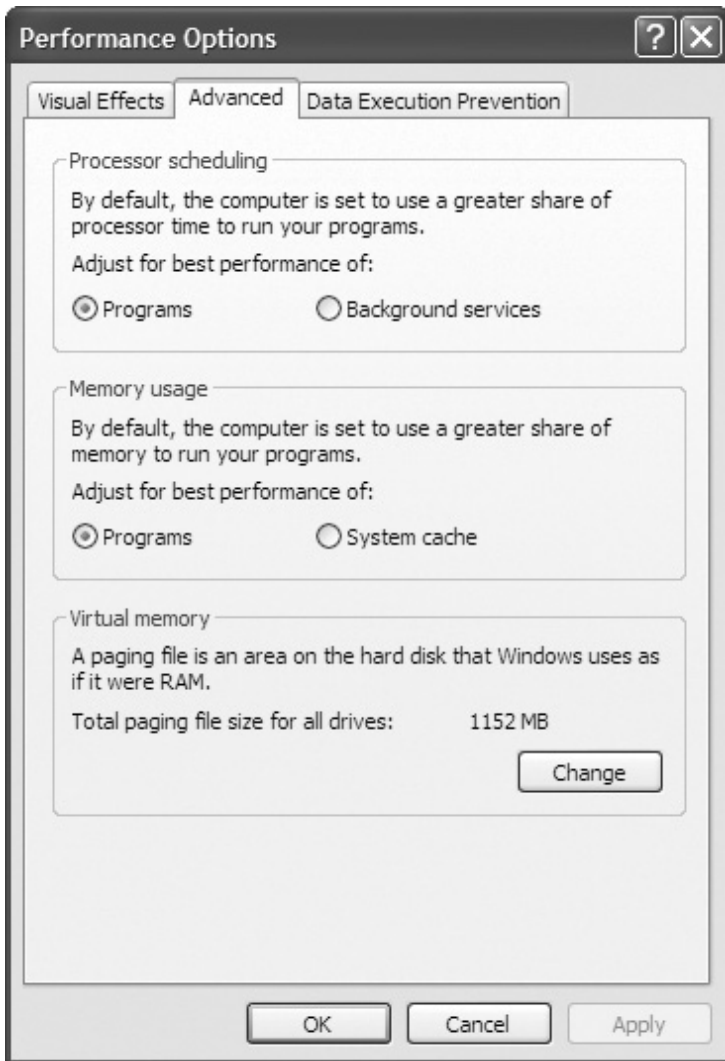 Performance Options
Visual Effects
Advanced
Data Execution Prevention
Processor scheduling
By default, the computer is set to use a greater share of
processor time to run your programs.
Adjust for best performance of:
Programs
Background services
Memory usage
By default, the computer is set to use a greater share of
memory to run your programs.
Adjust for best performance of:
Programs
System cache
Virtual memory
A paging file is an area on the hard disk that Windows uses as
if it were RAM.
Total paging file size for all drives: 1152 MB
Change
OK
Cancel
Apply